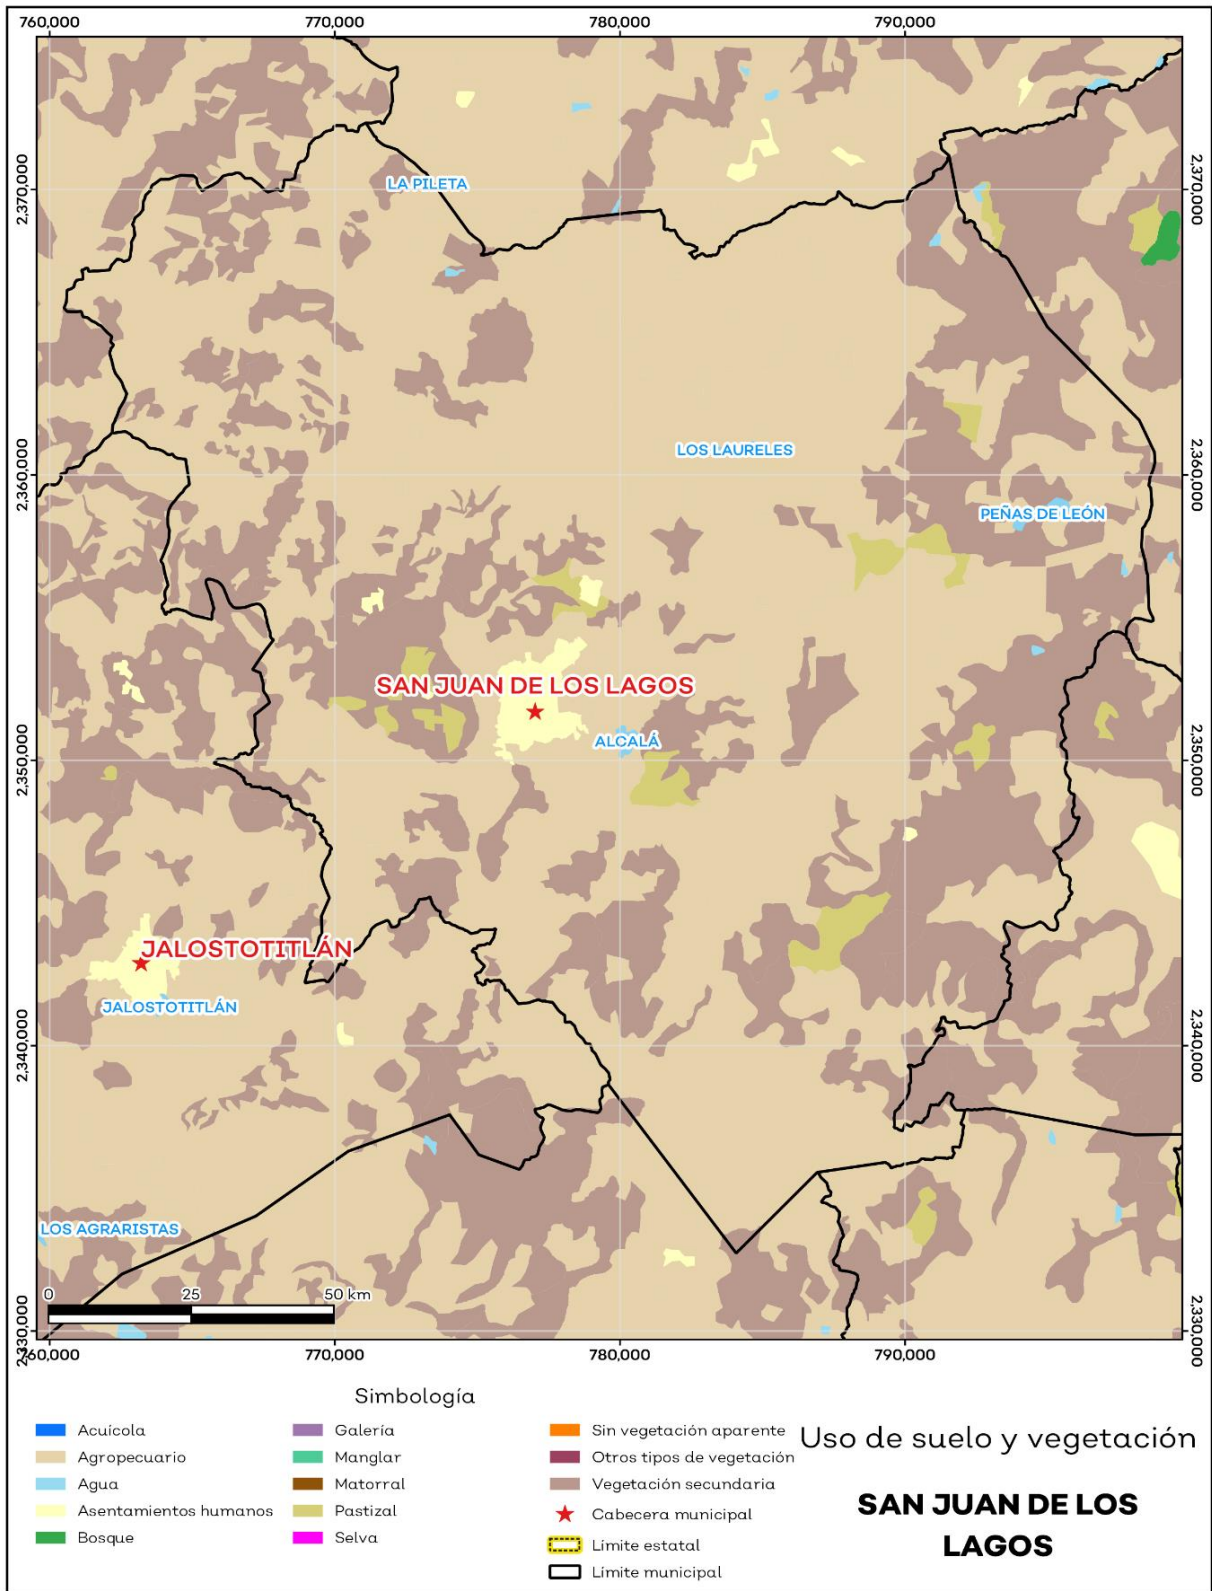 760,000 770,000 780,000 790,000
2,370,000 2,370,000
LA PILETA
LOS LAURELES
2,360,000 2,360,000
PEÑAS DE LEÓN
SAN JUAN DE LOS LAGOS
ALCALÁ
2,350,000 2,350,000
JALOSTOTITLÁN
JALOSTOTITLÁN
2,340,000 2,340,000
LOS AGRARISTAS
0 25 50 km
2,330,000 2,330,000
760,000 770,000 780,000 790,000
Simbología
Acuícola
Agropecuario
Agua
Asentamientos humanos
Bosque
Galería
Manglar
Matorral
Pastizal
Selva
Sin vegetación aparente
Otros tipos de vegetación
Vegetación secundaria
Cabecera municipal
Límite estatal
Límite municipal
Uso de suelo y vegetación
SAN JUAN DE LOS
LAGOS